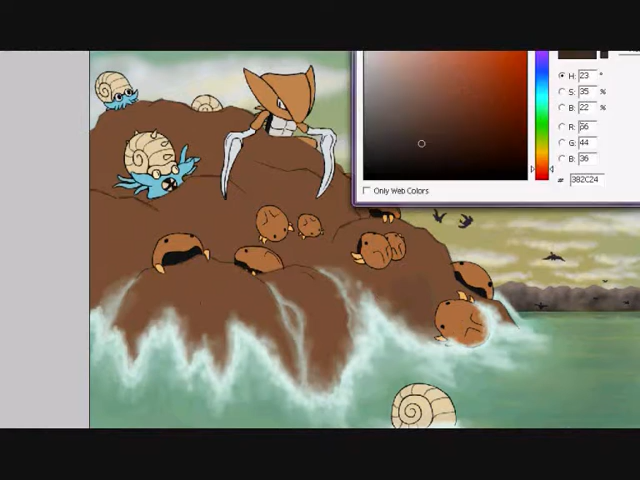 H: 23 °
S: 35 %
B: 22 %
R: 56
G: 44
B: 36
# 382C24
Only Web Colors